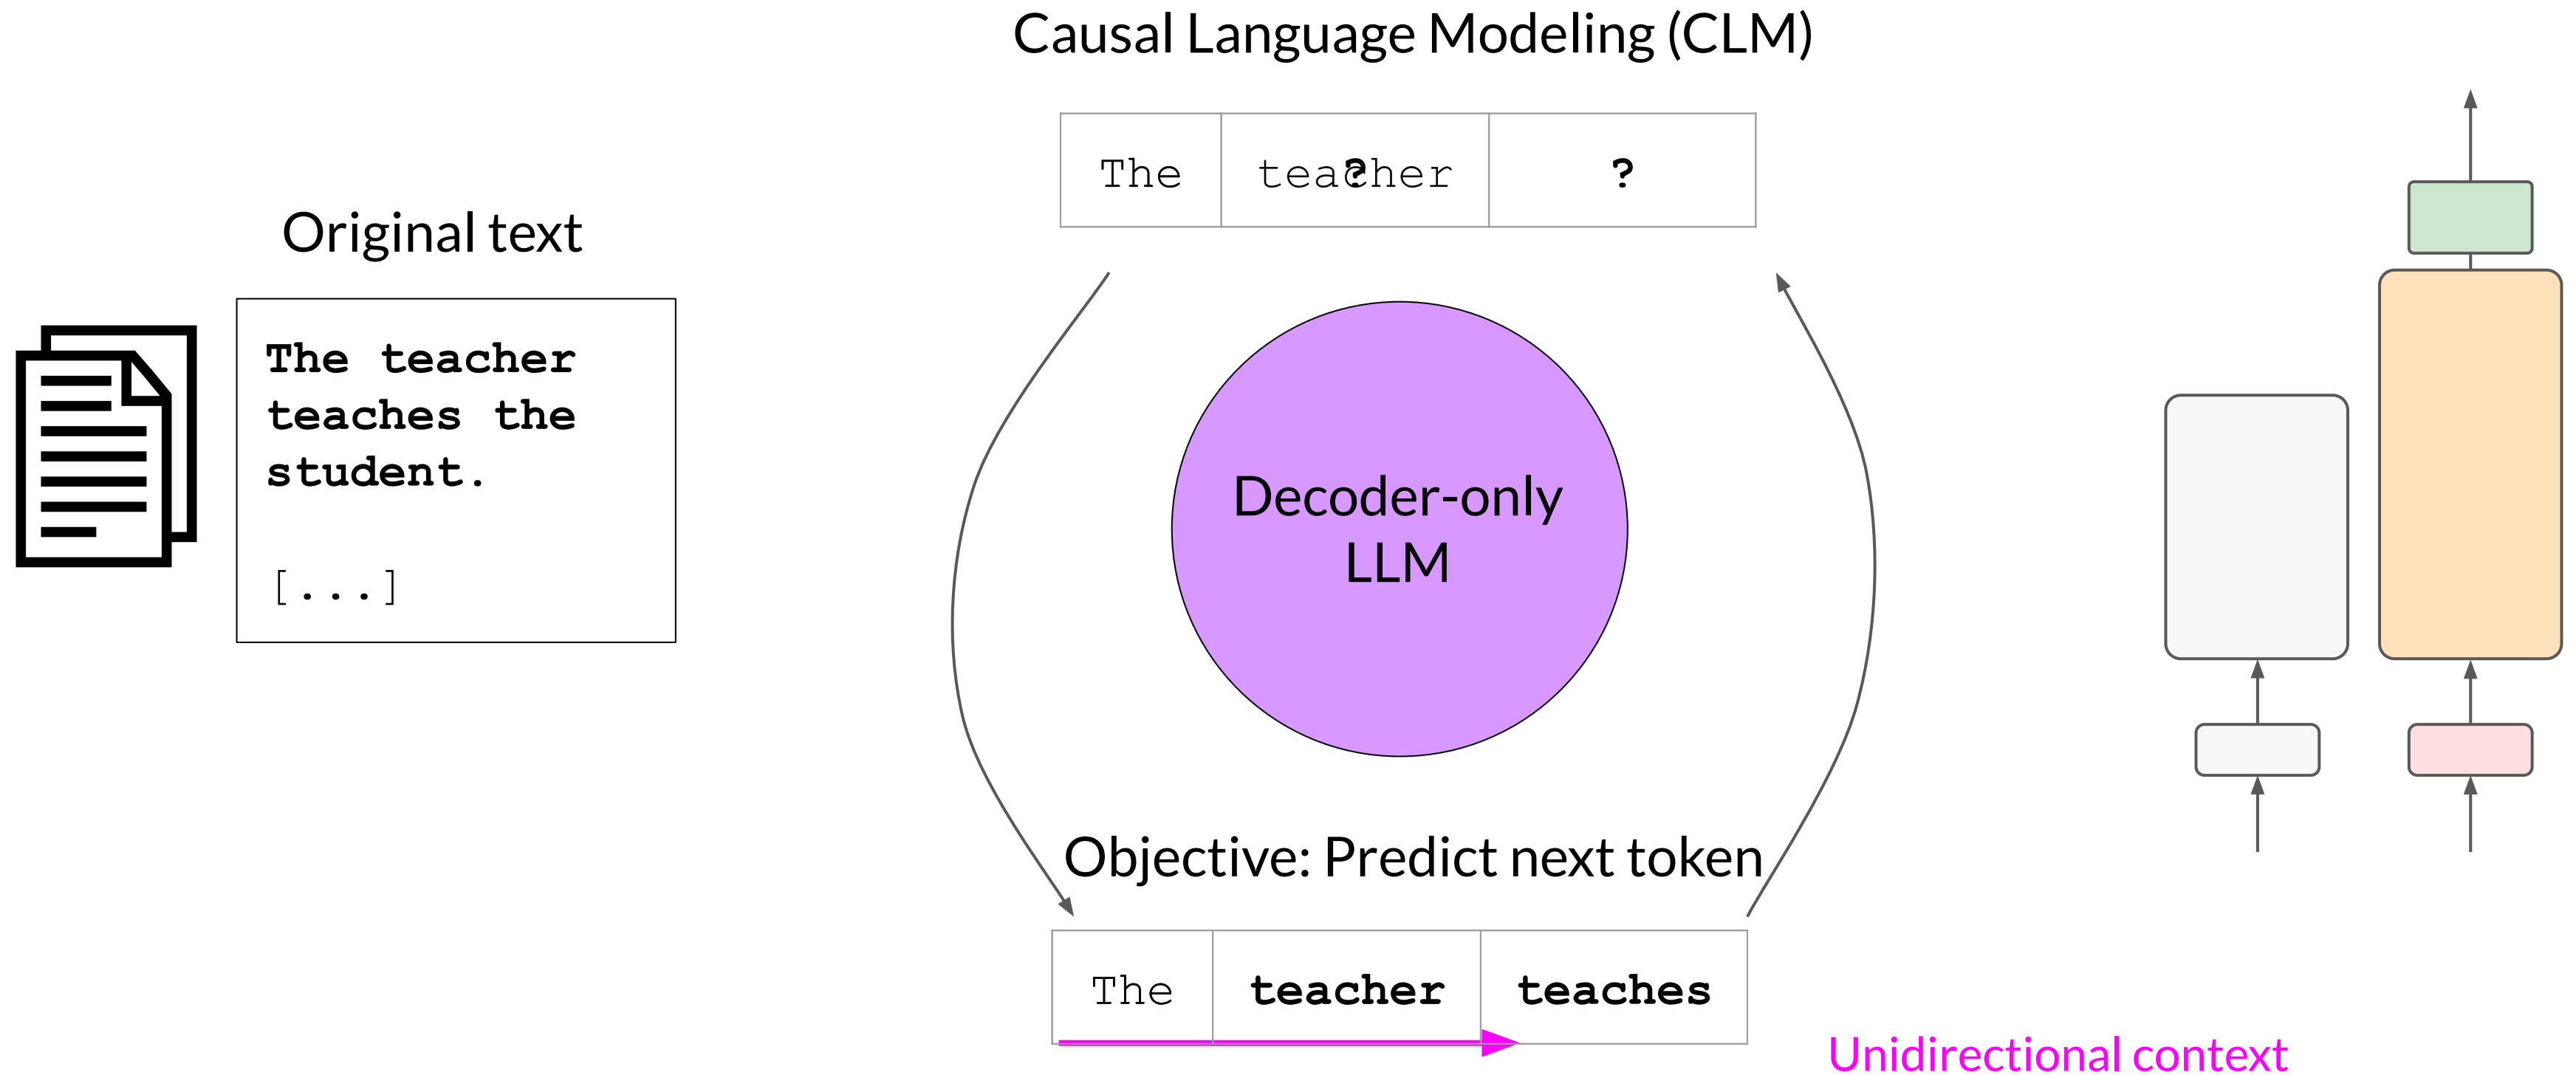 Causal Language Modeling (CLM)
The teacher ? ?
Original text
The teacher
teaches the
student.
[...]
Decoder-only
LLM
Objective: Predict next token
The teacher teaches
Unidirectional context